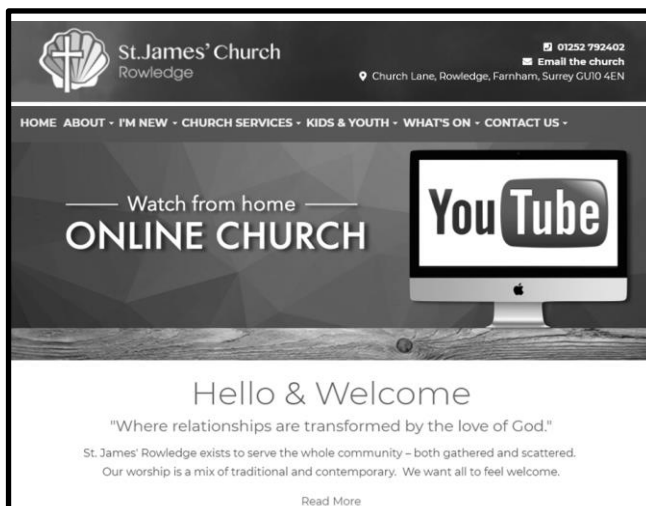 St.James' Church
Rowledge
01252 792402
Email the church
Church Lane, Rowledge, Farnham, Surrey GU10 4EN
HOME ABOUT I'M NEW CHURCH SERVICES KIDS & YOUTH WHAT'S ON CONTACT US
Watch from home
ONLINE CHURCH
YouTube
Hello & Welcome
"Where relationships are transformed by the love of God."
St. James' Rowledge exists to serve the whole community – both gathered and scattered.
Our worship is a mix of traditional and contemporary. We want all to feel welcome.
Read More